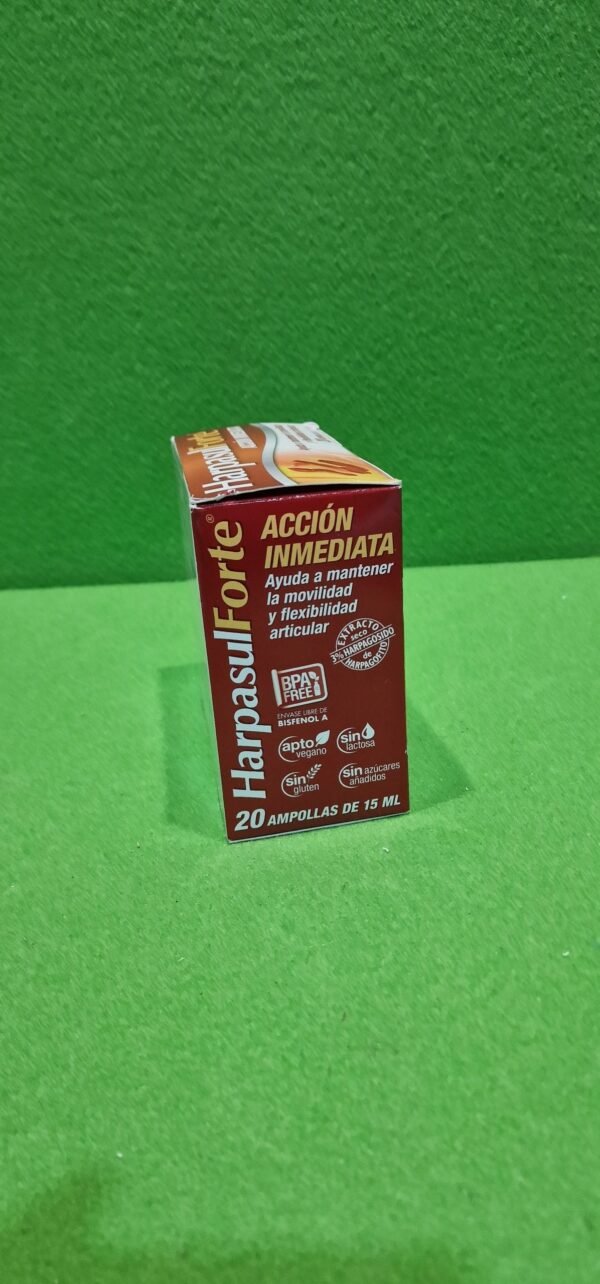 HarpasulForte
HarpasulForte®
ACCIÓN
INMEDIATA
Ayuda a mantener
la movilidad
y flexibilidad
articular
EXTRACTO
seco
3% HARPAGÓSIDO
de
HARPAGOFITO
BPA
FREE
ENVASE LIBRE DE
BISFENOL A
apto
vegano
sin
lactosa
sin
gluten
sin azúcares
añadidos
20 AMPOLLAS DE 15 ML